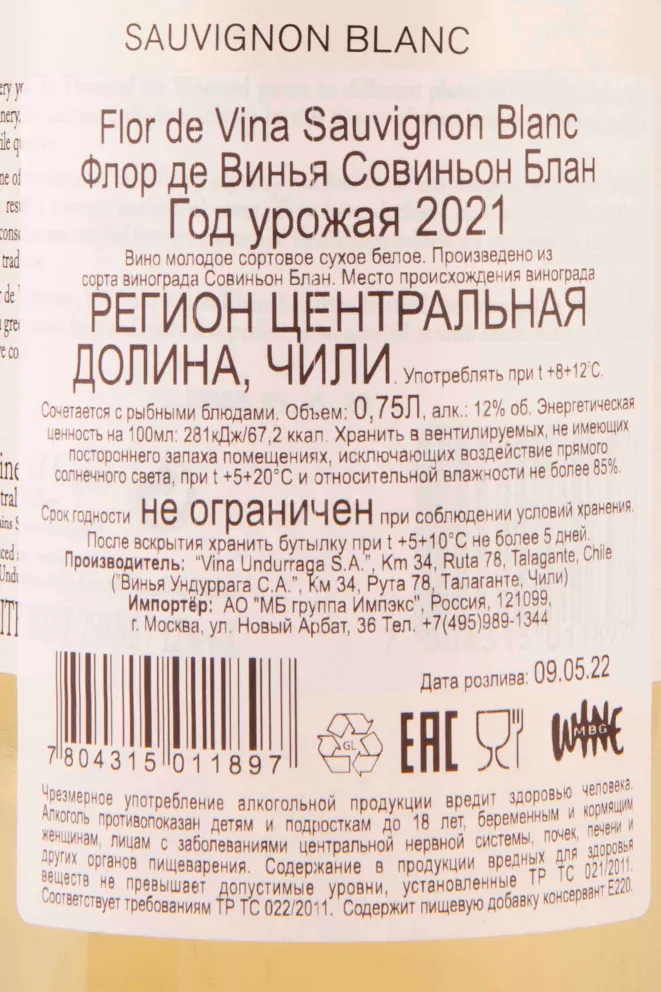 SAUVIGNON BLANC
Flor de Vina Sauvignon Blanc
Флор де Винья Совиньон Блан
Год урожая 2021
Вино молодое сортовое сухое белое. Произведено из
сорта винограда Совиньон Блан. Место происхождения винограда
РЕГИОН ЦЕНТРАЛЬНАЯ
ДОЛИНА, ЧИЛИ. Употреблять при t +8+12°С.
Сочетается с рыбными блюдами. Объем: 0,75Л, алк.: 12% об. Энергетическая
ценность на 100мл: 281кДж/67,2 ккал. Хранить в вентилируемых, не имеющих
постороннего запаха помещениях, исключающих воздействие прямого
солнечного света, при t +5+20°С и относительной влажности не более 85%.
Срок годности не ограничен при соблюдении условий хранения.
После вскрытия хранить бутылку при t +5+10°С не более 5 дней.
Производитель: "Vina Undurraga S.A.", Km 34, Ruta 78, Talagante, Chile
("Винья Ундуррага С.А.", Км 34, Рута 78, Талаганте, Чили)
Импортёр: АО "МБ группа Импэкс", Россия, 121099,
г. Москва, ул. Новый Арбат, 36 Тел. +7(495)989-1344
Дата розлива: 09.05.22
7 804315 011897
GL
EAC
WINE
MBG
Чрезмерное употребление алкогольной продукции вредит здоровью человека.
Алкоголь противопоказан детям и подросткам до 18 лет, беременным и кормящим
женщинам, лицам с заболеваниями центральной нервной системы, почек, печени и
других органов пищеварения. Содержание в продукции вредных для здоровья
веществ не превышает допустимые уровни, установленные ТР ТС 021/2011.
Соответствует требованиям ТР ТС 022/2011. Содержит пищевую добавку консервант Е220.